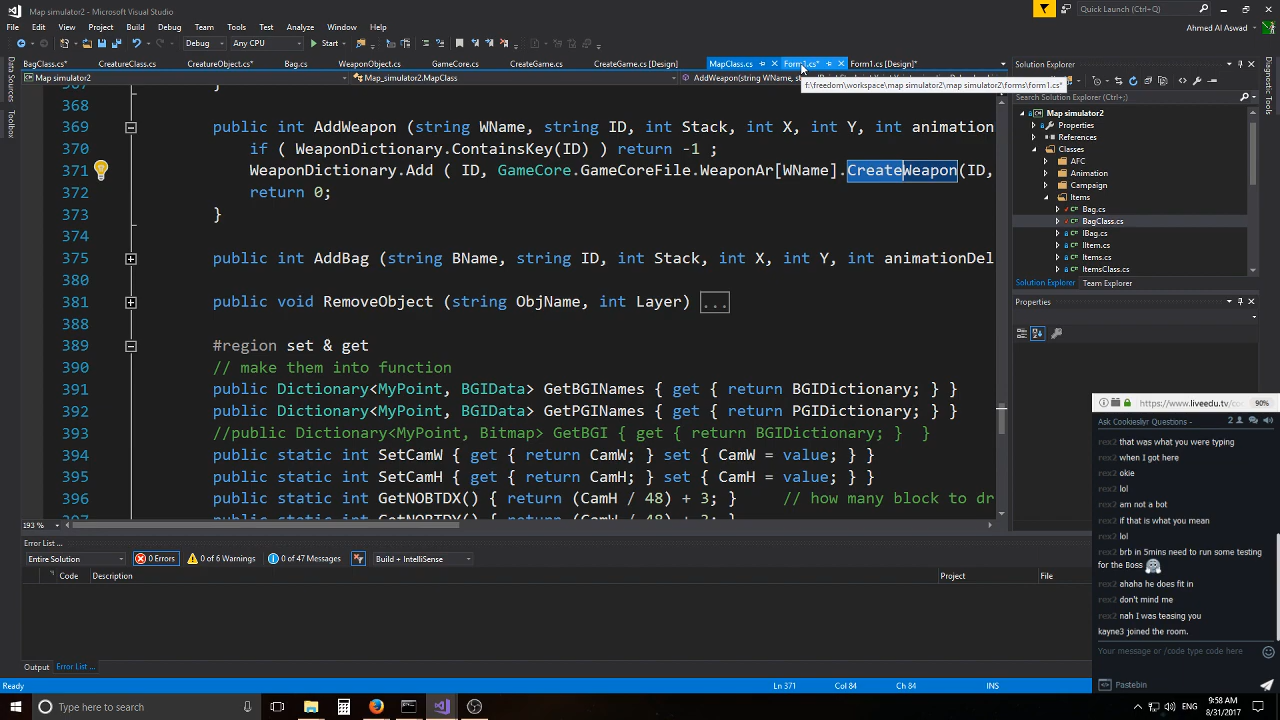 Map simulator2 - Microsoft Visual Studio
Quick Launch (Ctrl+Q)
File Edit View Project Build Debug Team Tools Test Analyze Window Help
Ahmed Al Aswad
Debug Any CPU Start
BagClass.cs* CreatureClass.cs Bag.cs WeaponObject.cs GameCore.cs CreateGame.cs CreateGame.cs [Design] MapClass.cs Form1.cs* Form1.cs [Design]*
Solution Explorer
Map simulator2 Map_simulator2.MapClass AddWeapon(string WName, s
f:\freedom\workspace\map simulator2\map simulator2\forms\form1.cs*
Server Explorer
Toolbox
Diagnostic Tools
Search Solution Explorer (Ctrl+;)
Map simulator2
Properties
References
Classes
AFC
Animation
Campaign
Items
Bag.cs
BagClass.cs
IBag.cs
IItem.cs
Items.cs
ItemsClass.cs
Solution Explorer Team Explorer
Properties
367 }
368
369 public int AddWeapon (string WName, string ID, int Stack, int X, int Y, int animation
370 if ( WeaponDictionary.ContainsKey(ID) ) return -1 ;
371 WeaponDictionary.Add ( ID, GameCore.GameCoreFile.WeaponAr[WName].CreateWeapon(ID,
372 return 0;
373 }
374
375 public int AddBag (string BName, string ID, int Stack, int X, int Y, int animationDel
380
381 public void RemoveObject (string ObjName, int Layer) ...
388
389 #region set & get
390 // make them into function
391 public Dictionary<MyPoint, BGIData> GetBGINames { get { return BGIDictionary; } }
392 public Dictionary<MyPoint, BGIData> GetPGINames { get { return PGIDictionary; } }
393 //public Dictionary<MyPoint, Bitmap> GetBGI { get { return BGIDictionary; } }
394 public static int SetCamW { get { return CamW; } set { CamW = value; } }
395 public static int SetCamH { get { return CamH; } set { CamH = value; } }
396 public static int GetNOBTDX() { return (CamH / 48) + 3; } // how many block to dr
193 %
Error List ...
Entire Solution 0 Errors 0 of 6 Warnings 0 of 47 Messages Build + IntelliSense
Code Description Project File
Output Error List ...
Ready Ln 371 Col 84 Ch 84 INS
https://www.liveedu.tv/co 90%
Ask Cookieslyr Questions - 2
rex2 that was what you were typing
rex2 when I got here
rex2 okie
rex2 lol
rex2 am not a bot
rex2 if that is what you mean
rex2 lol
rex2 brb in 5mins need to run some testing
for the Boss
rex2 ahaha he does fit in
rex2 don't mind me
rex2 nah I was teasing you
kayne3 joined the room.
Your message or /code type code here
Pastebin
Type here to search
ENG
9:58 AM
8/31/2017